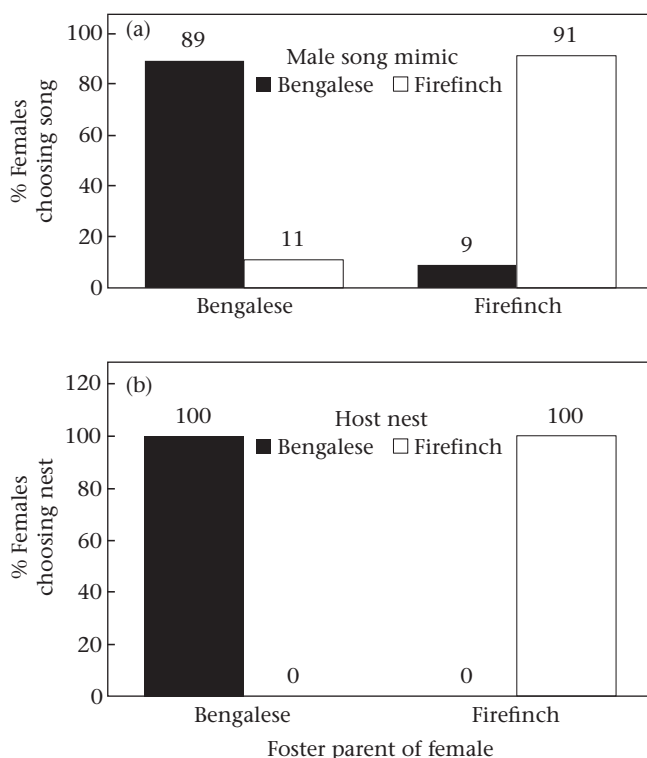 (a)
Male song mimic
Bengalese Firefinch
% Females
choosing song
100
80
60
40
20
0
89
11
9
91
Bengalese Firefinch
(b)
Host nest
Bengalese Firefinch
% Females
choosing nest
120
100
80
60
40
20
0
100
0
0
100
Bengalese Firefinch
Foster parent of female